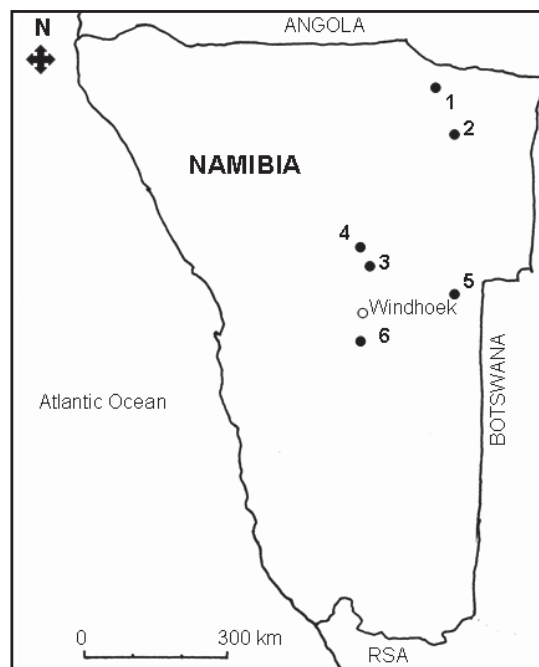 N
ANGOLA
1
2
NAMIBIA
4
3
5
Windhoek
6
Atlantic Ocean
BOTSWANA
0 300 km
RSA